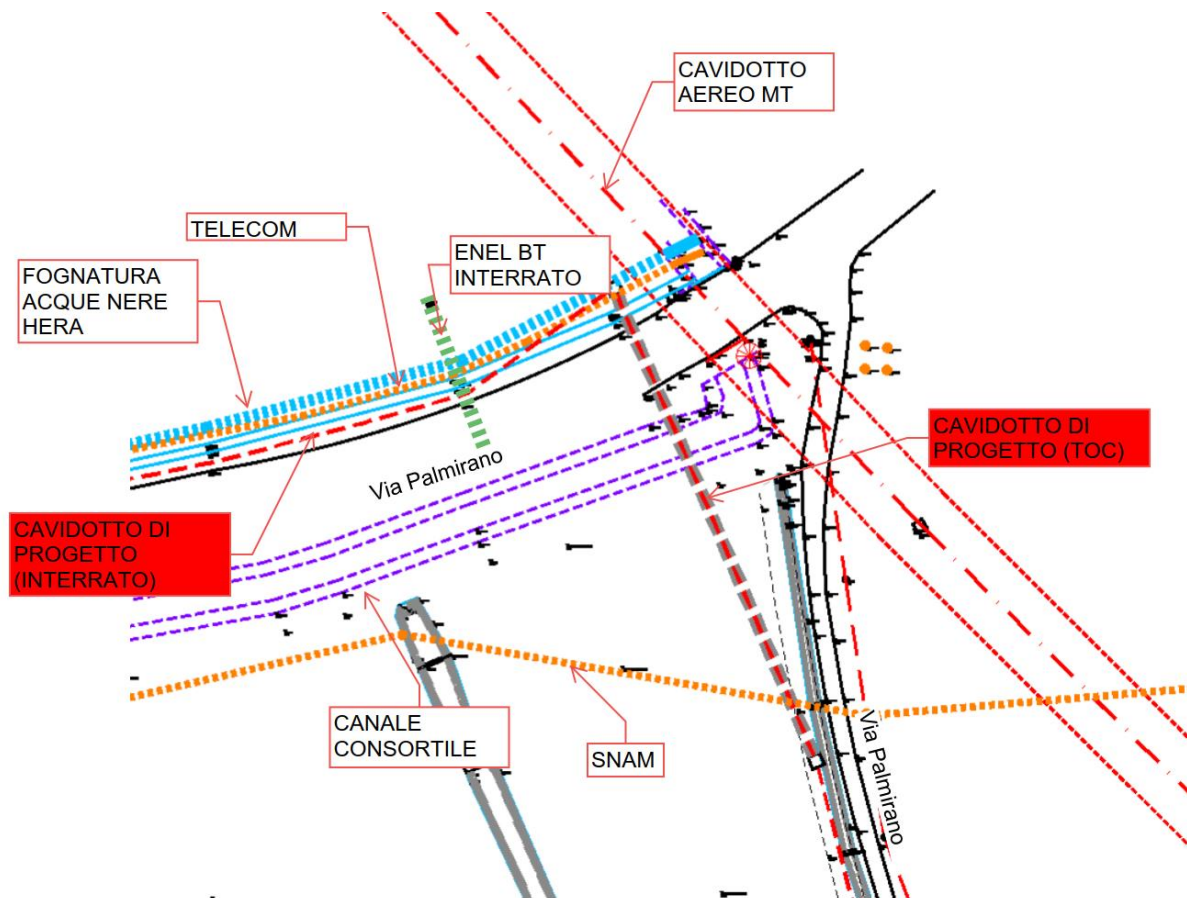 CAVIDOTTO
AEREO MT
TELECOM
ENEL BT
INTERRATO
FOGNATURA
ACQUE NERE
HERA
CAVIDOTTO DI
PROGETTO (TOC)
Via Palmirano
CAVIDOTTO DI
PROGETTO
(INTERRATO)
CANALE
CONSORTILE
SNAM
Via Palmirano